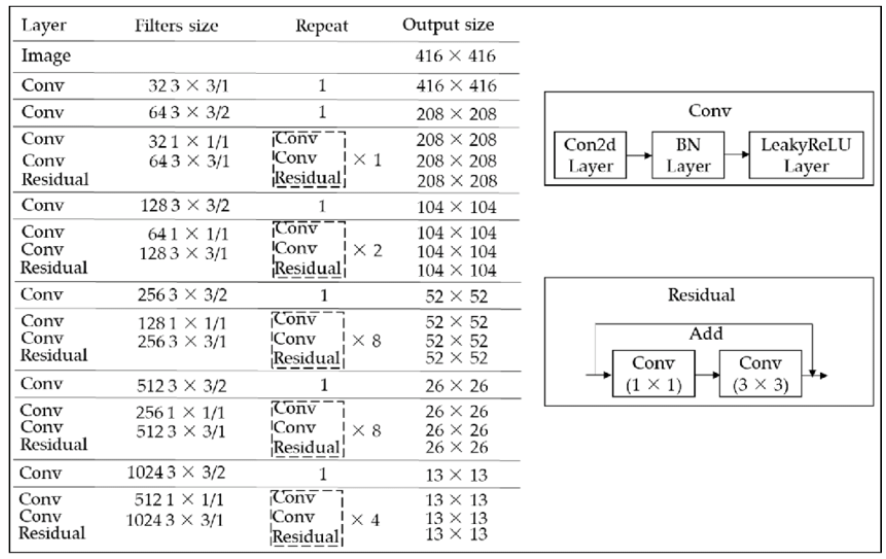 Layer Filters size Repeat Output size
Image 416 × 416
Conv 32 3 × 3/1 1 416 × 416
Conv 64 3 × 3/2 1 208 × 208
Conv 32 1 × 1/1 Conv 208 × 208
Conv 64 3 × 3/1 Conv × 1 208 × 208
Residual Residual 208 × 208
Conv 128 3 × 3/2 1 104 × 104
Conv 64 1 × 1/1 Conv 104 × 104
Conv 128 3 × 3/1 Conv × 2 104 × 104
Residual Residual 104 × 104
Conv 256 3 × 3/2 1 52 × 52
Conv 128 1 × 1/1 Conv 52 × 52
Conv 256 3 × 3/1 Conv × 8 52 × 52
Residual Residual 52 × 52
Conv 512 3 × 3/2 1 26 × 26
Conv 256 1 × 1/1 Conv 26 × 26
Conv 512 3 × 3/1 Conv × 8 26 × 26
Residual Residual 26 × 26
Conv 1024 3 × 3/2 1 13 × 13
Conv 512 1 × 1/1 Conv 13 × 13
Conv 1024 3 × 3/1 Conv × 4 13 × 13
Residual Residual 13 × 13
Conv
Con2d BN LeakyReLU
Layer Layer Layer
Residual
Add
Conv Conv
(1 × 1) (3 × 3)